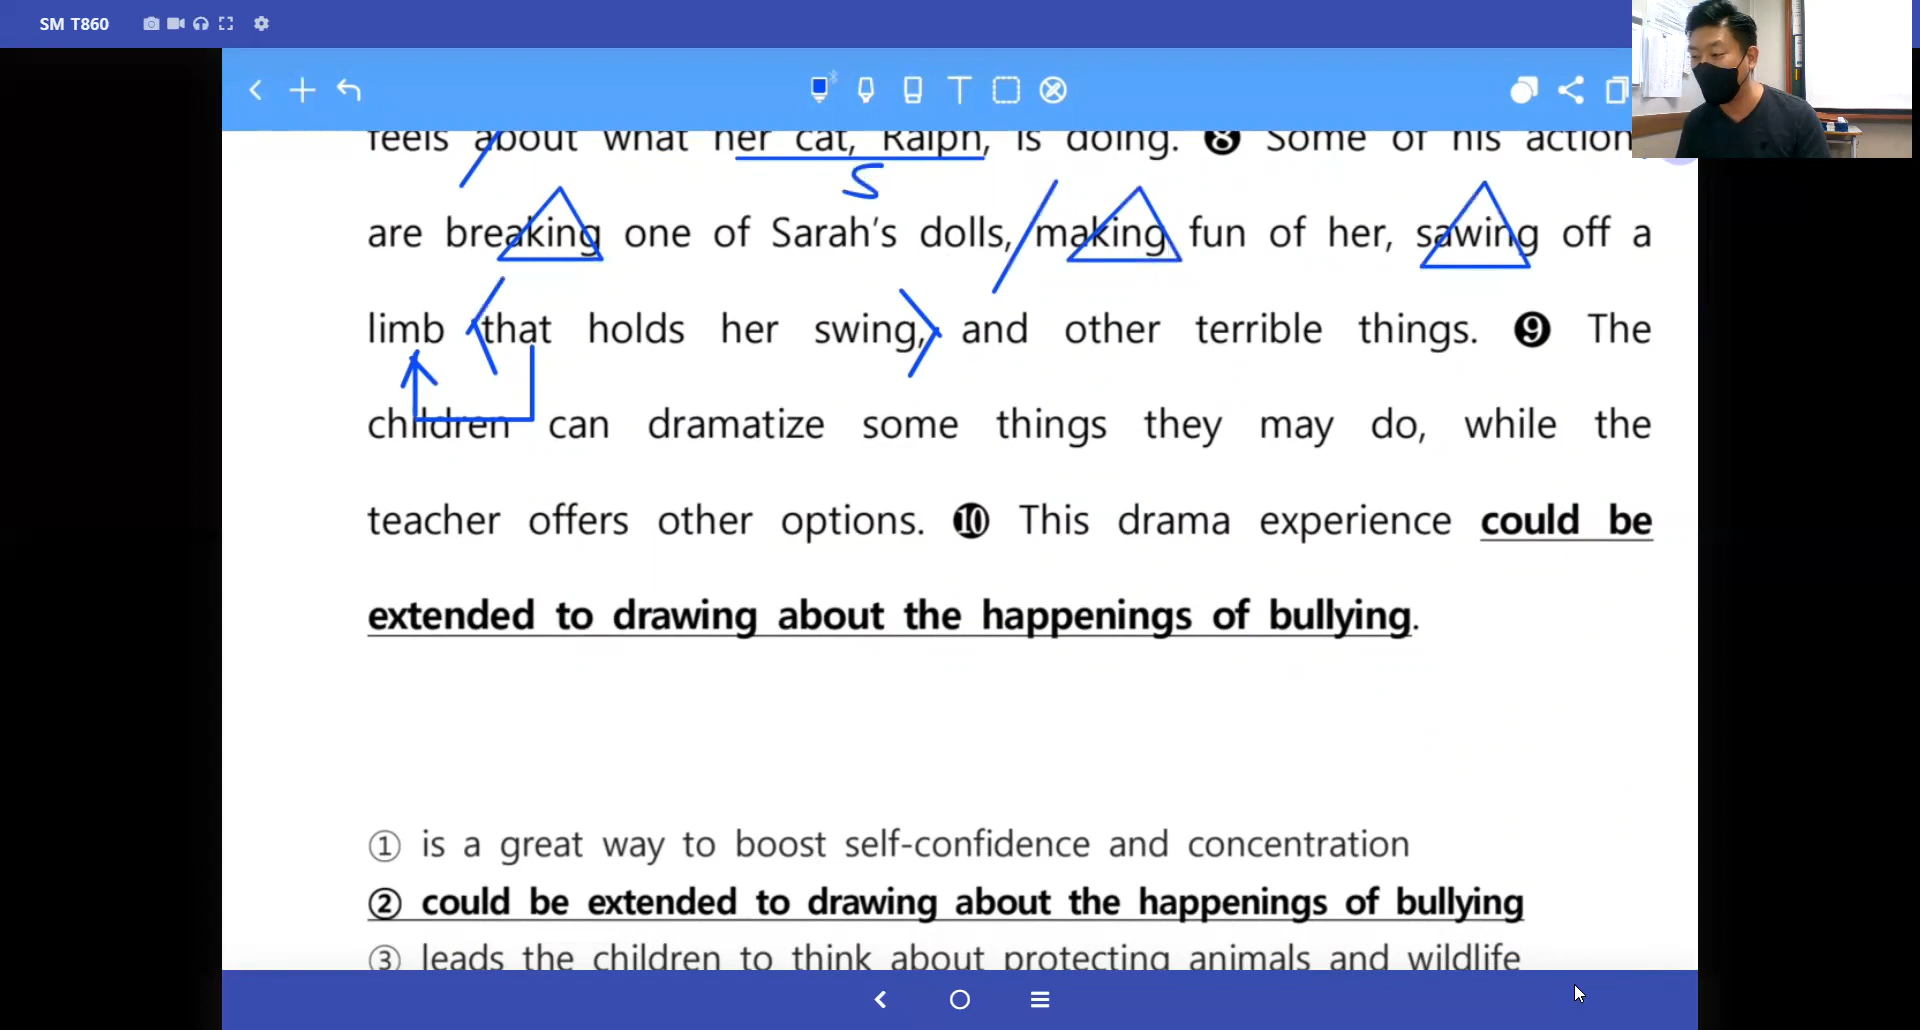 SM T860
feels about what her cat, Ralph, is doing. ❽ Some of his action
S
are breaking one of Sarah's dolls, making fun of her, sawing off a
limb that holds her swing, and other terrible things. ❾ The
children can dramatize some things they may do, while the
teacher offers other options. ❿ This drama experience could be
extended to drawing about the happenings of bullying.
① is a great way to boost self-confidence and concentration
② could be extended to drawing about the happenings of bullying
③ leads the children to think about protecting animals and wildlife